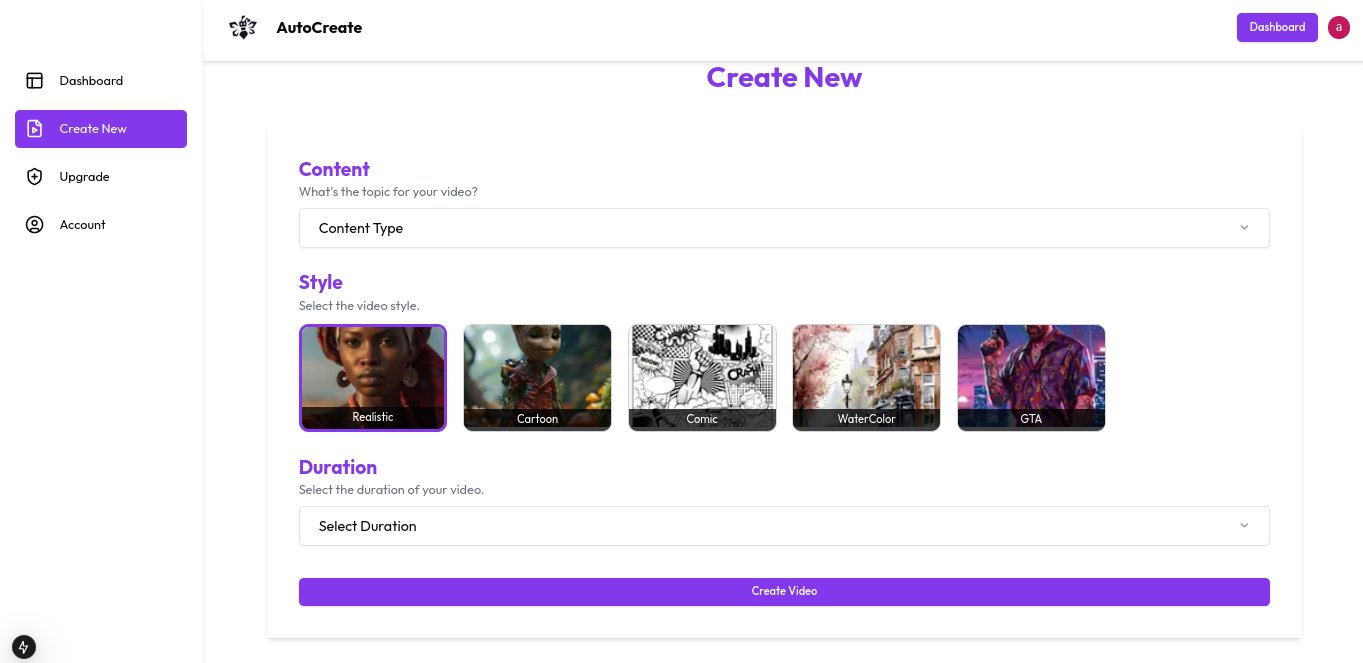 AutoCreate
Dashboard
a
Dashboard
Create New
Upgrade
Account
Create New
Content
What's the topic for your video?
Content Type
Style
Select the video style.
BOOM!
CRASH!
Realistic
Cartoon
Comic
WaterColor
GTA
Duration
Select the duration of your video.
Select Duration
Create Video